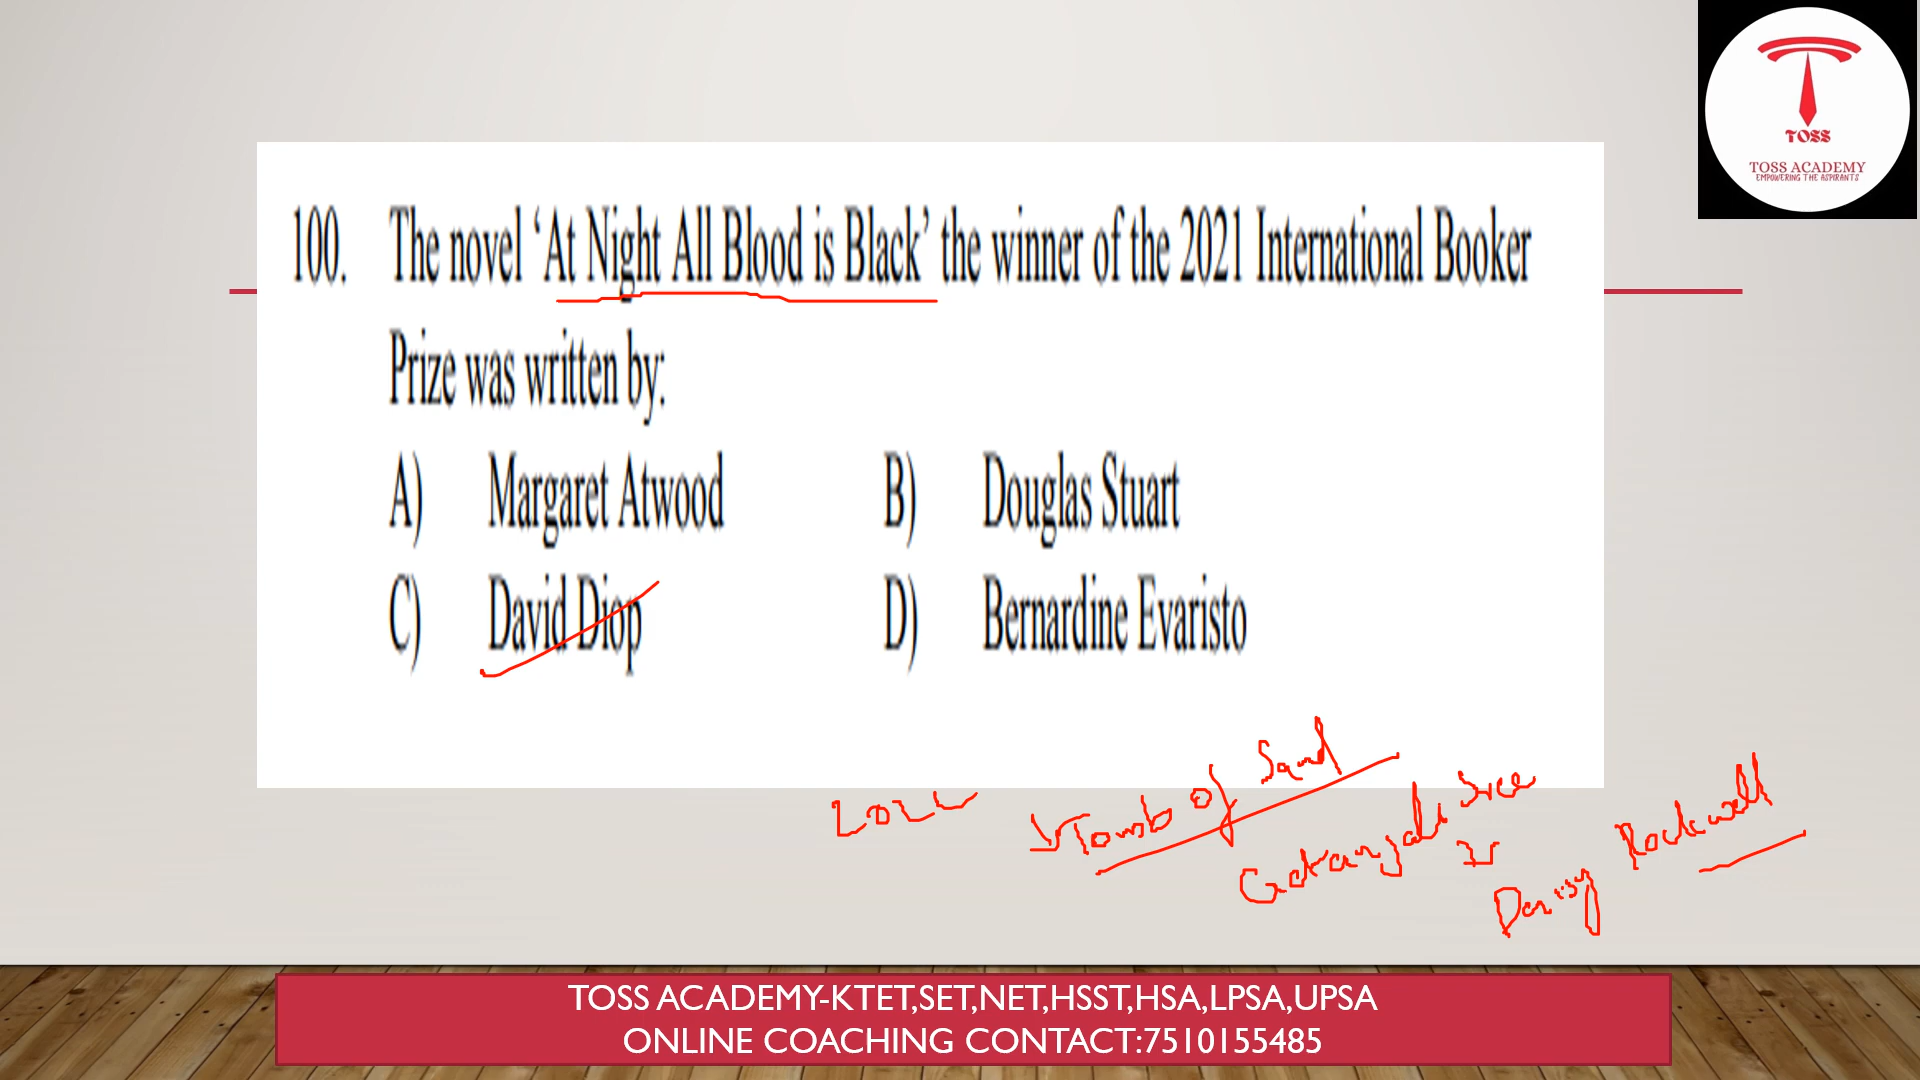 TOSS
TOSS ACADEMY
EMPOWERING THE ASPIRANTS
100. The novel ‘At Night All Blood is Black’ the winner of the 2021 International Booker
Prize was written by:
A) Margaret Atwood B) Douglas Stuart
C) David Diop D) Bernardine Evaristo
2022 Tomb of Sand
Getanjali Sree
Daisy Rockwell
TOSS ACADEMY-KTET,SET,NET,HSST,HSA,LPSA,UPSA
ONLINE COACHING CONTACT:7510155485